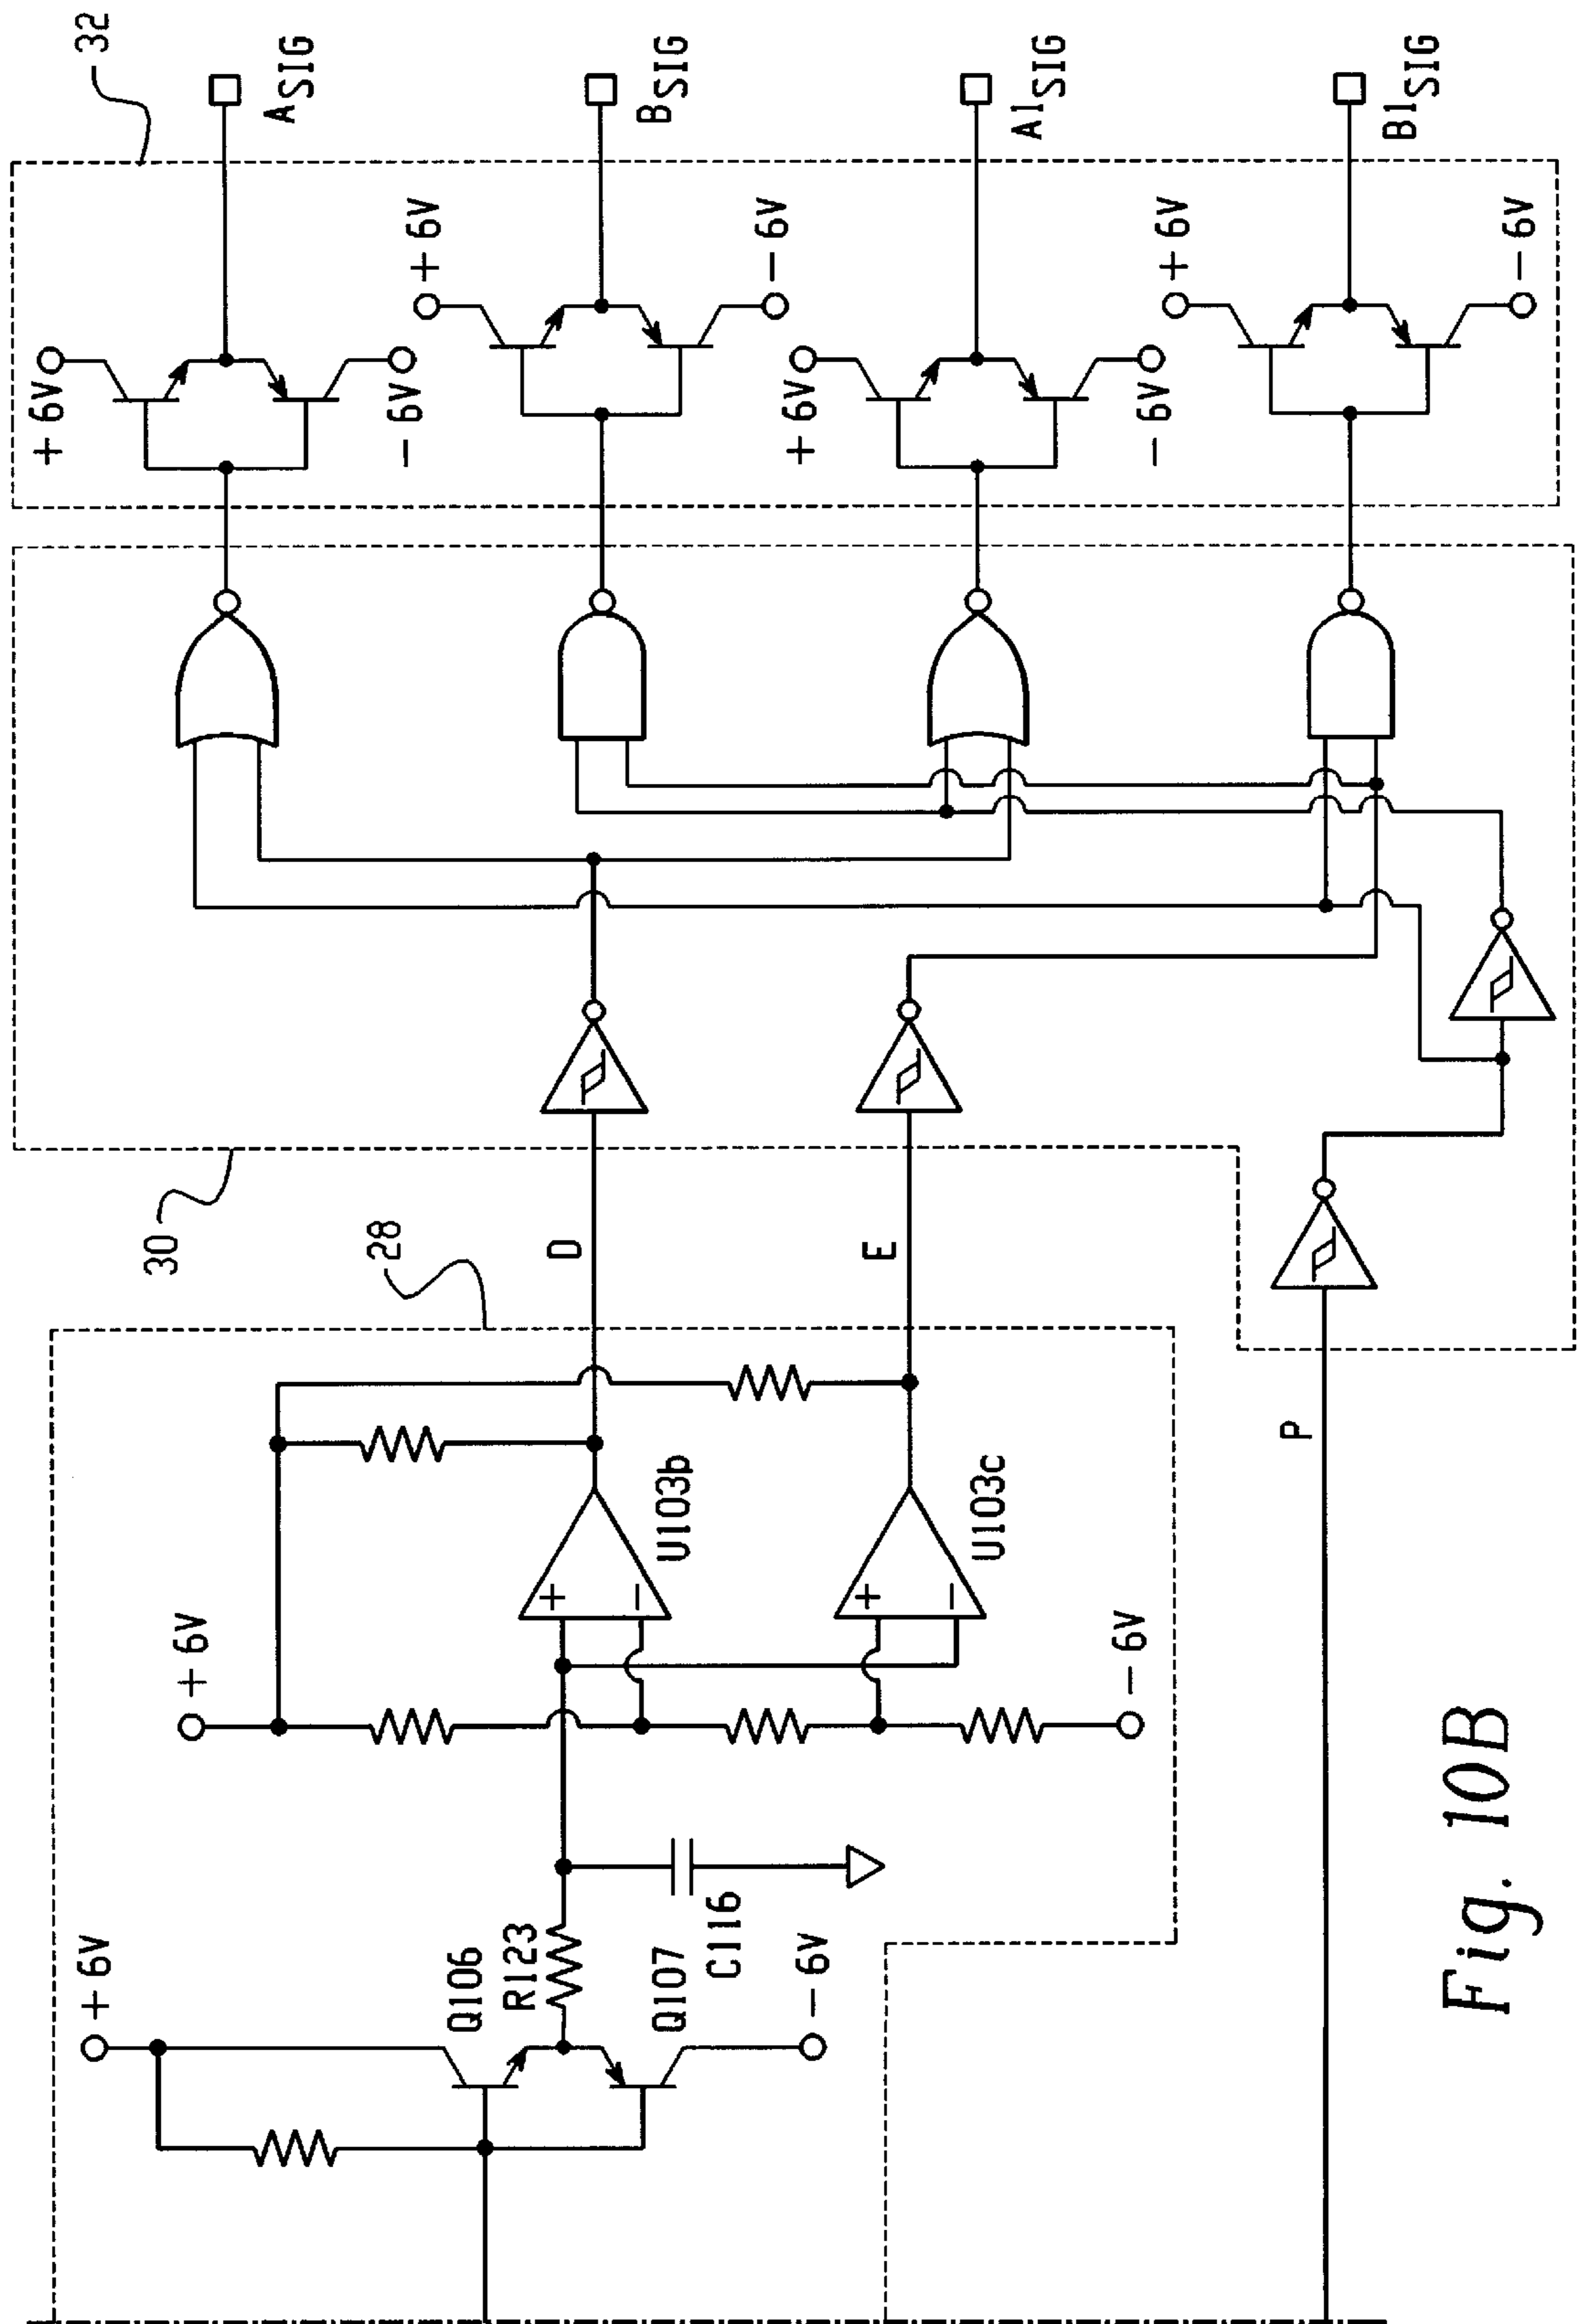 +6V
Q106
R123
Q107
C116
-6V
+6V
U103b
+
-
U103c
+
-
-6V
28
D
E
P
30
32
+6V
-6V
A SIG
+6V
-6V
B SIG
+6V
-6V
A1 SIG
+6V
-6V
B1 SIG
Fig. 10B